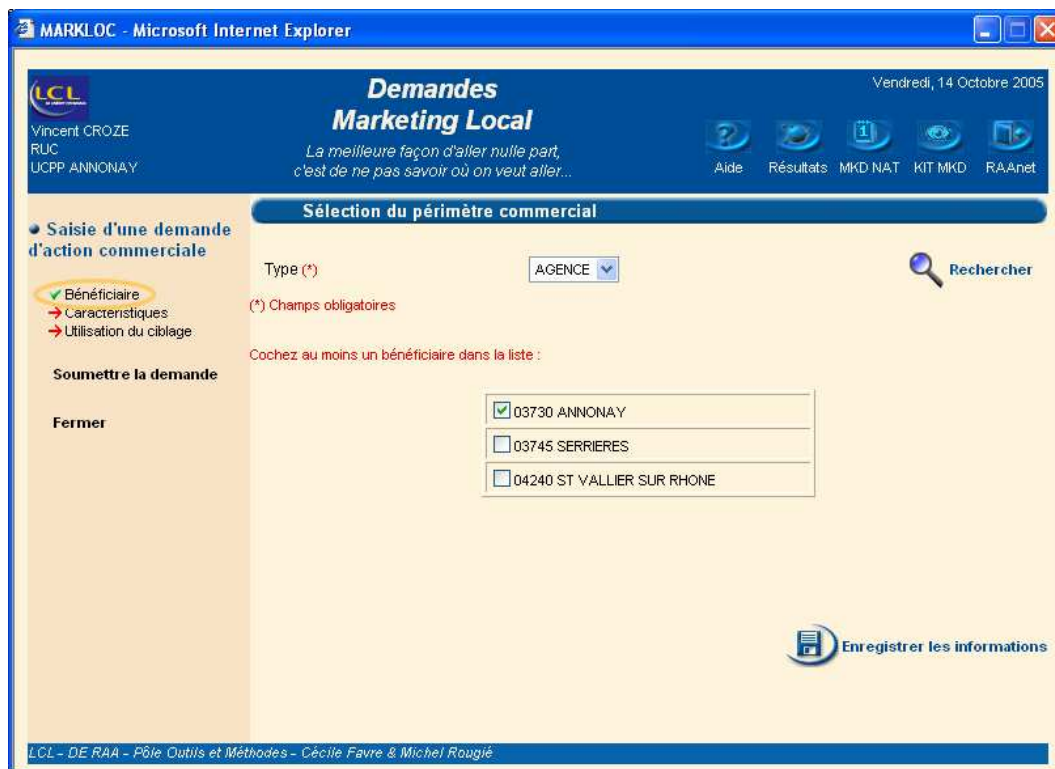 MARKLOC - Microsoft Internet Explorer
LCL
Vincent CROZE
RUC
UCPP ANNONAY
Demandes
Marketing Local
La meilleure façon d'aller nulle part,
c'est de ne pas savoir où on veut aller...
Vendredi, 14 Octobre 2005
Aide Résultats MKD NAT KIT MKD RAAnet
Saisie d'une demande
d'action commerciale
Bénéficiaire
Caractéristiques
Utilisation du ciblage
Soumettre la demande
Fermer
Sélection du périmètre commercial
Type (*) AGENCE Rechercher
(*) Champs obligatoires
Cochez au moins un bénéficiaire dans la liste :
03730 ANNONAY
03745 SERRIERES
04240 ST VALLIER SUR RHONE
Enregistrer les informations
LCL - DE RAA - Pôle Outils et Méthodes - Cécile Favre & Michel Rougié